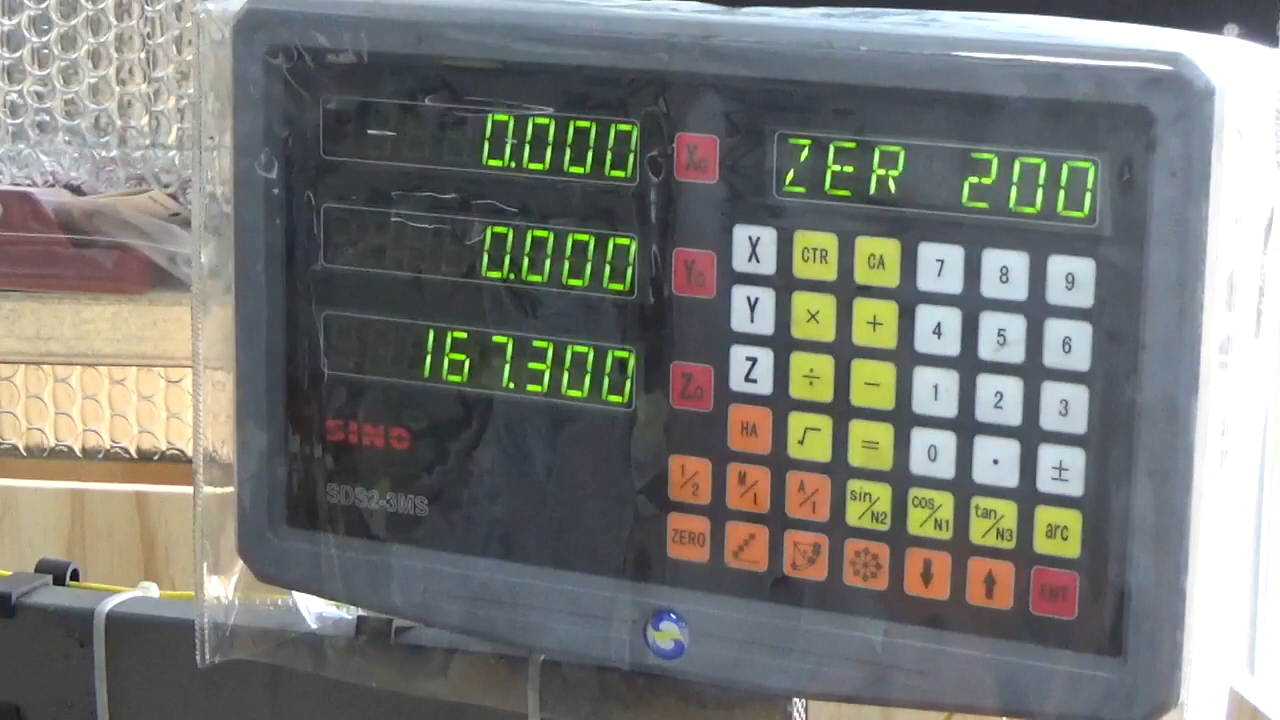 0.000
X₀
ZER 200
0.000
Y₀
167.300
Z₀
SINO
SDS2-3MS
X CTR CA 7 8 9
Y × + 4 5 6
Z ÷ − 1 2 3
HA √ = 0 . ±
1/2 M/I A/I sin/N2 cos/N1 tan/N3 arc
ZERO ⬇ ⬆ ENT